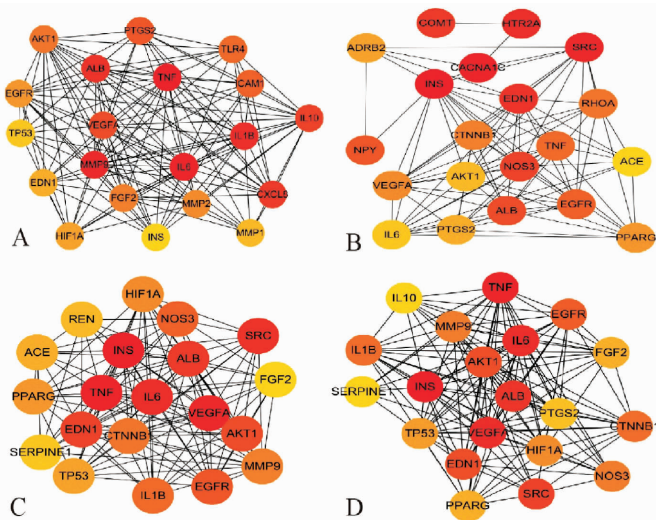 AKT1
PTGS2
TLR4
ALB
TNF
CAM1
EGFR
IL10
VEGFA
IL1B
TP53
MMP9
IL6
EDN1
FGF2
MMP2
CXCL8
HIF1A
INS
MMP1
A
COMT
HTR2A
ADRB2
SRC
CACNA1C
INS
EDN1
RHOA
CTNNB1
NPY
TNF
ACE
NOS3
VEGFA
AKT1
ALB
EGFR
IL6
PTGS2
PPARG
B
HIF1A
REN
NOS3
SRC
INS
ACE
ALB
FGF2
PPARG
TNF
IL6
VEGFA
EDN1
CTNNB1
AKT1
SERPINE1
TP53
MMP9
IL1B
EGFR
C
TNF
IL10
EGFR
MMP9
IL6
IL1B
FGF2
AKT1
SERPINE1
INS
ALB
PTGS2
TP53
VEGFA
CTNNB1
HIF1A
EDN1
NOS3
PPARG
SRC
D